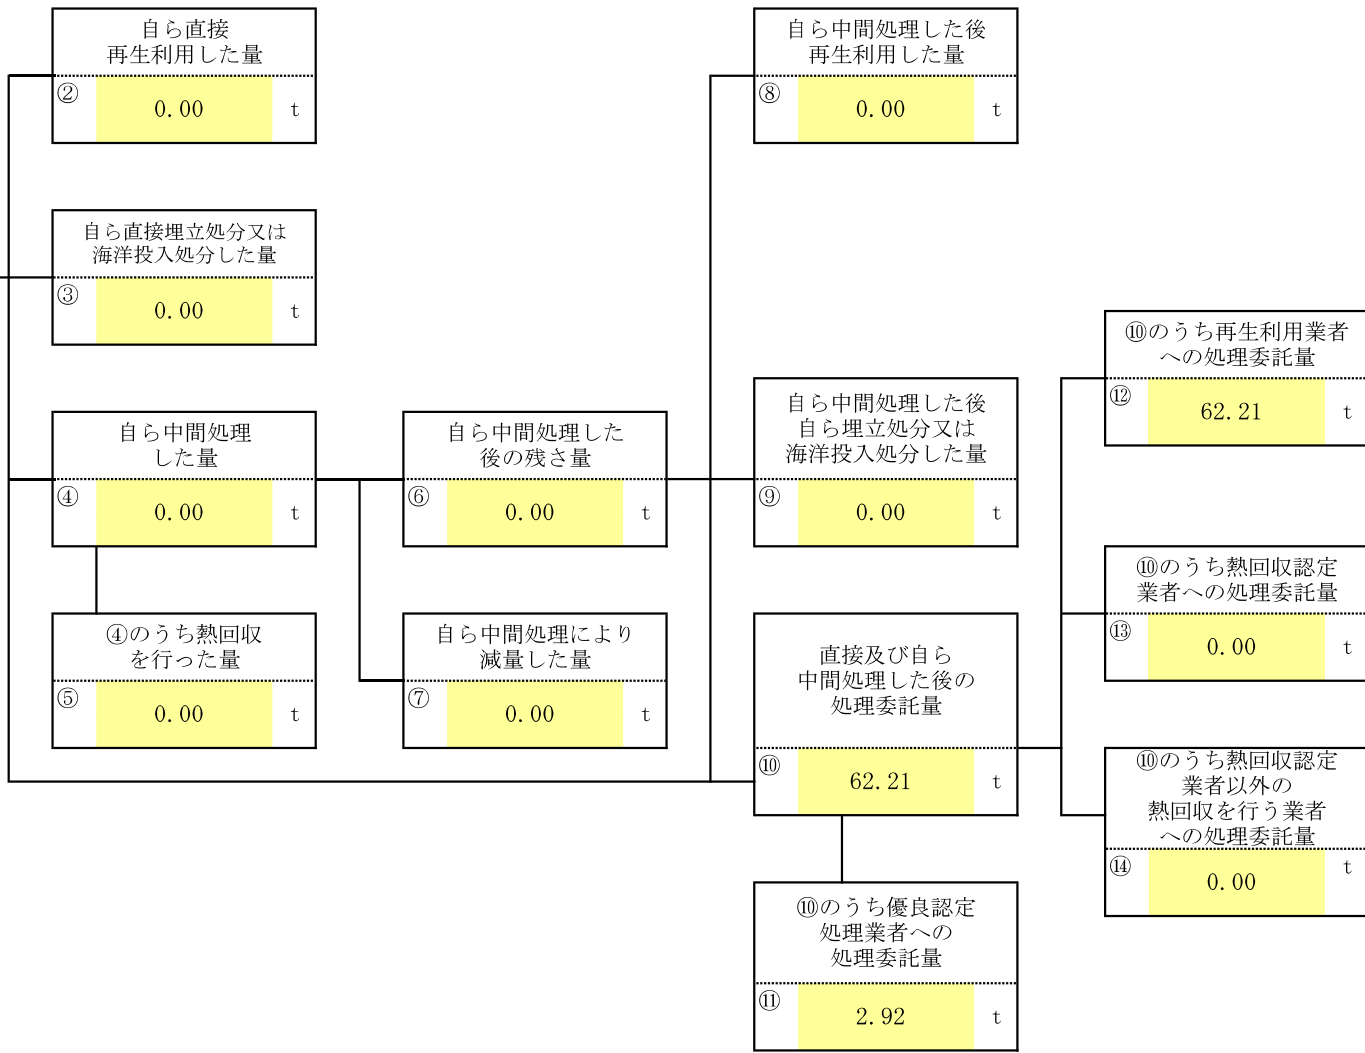 自ら直接
再生利用した量
②
0.00
t
自ら直接埋立処分又は
海洋投入処分した量
③
0.00
t
自ら中間処理
した量
④
0.00
t
④のうち熱回収
を行った量
⑤
0.00
t
自ら中間処理した
後の残さ量
⑥
0.00
t
自ら中間処理により
減量した量
⑦
0.00
t
自ら中間処理した後
再生利用した量
⑧
0.00
t
自ら中間処理した後
自ら埋立処分又は
海洋投入処分した量
⑨
0.00
t
直接及び自ら
中間処理した後の
処理委託量
⑩
62.21
t
⑩のうち優良認定
処理業者への
処理委託量
⑪
2.92
t
⑩のうち再生利用業者
への処理委託量
⑫
62.21
t
⑩のうち熱回収認定
業者への処理委託量
⑬
0.00
t
⑩のうち熱回収認定
業者以外の
熱回収を行う業者
への処理委託量
⑭
0.00
t